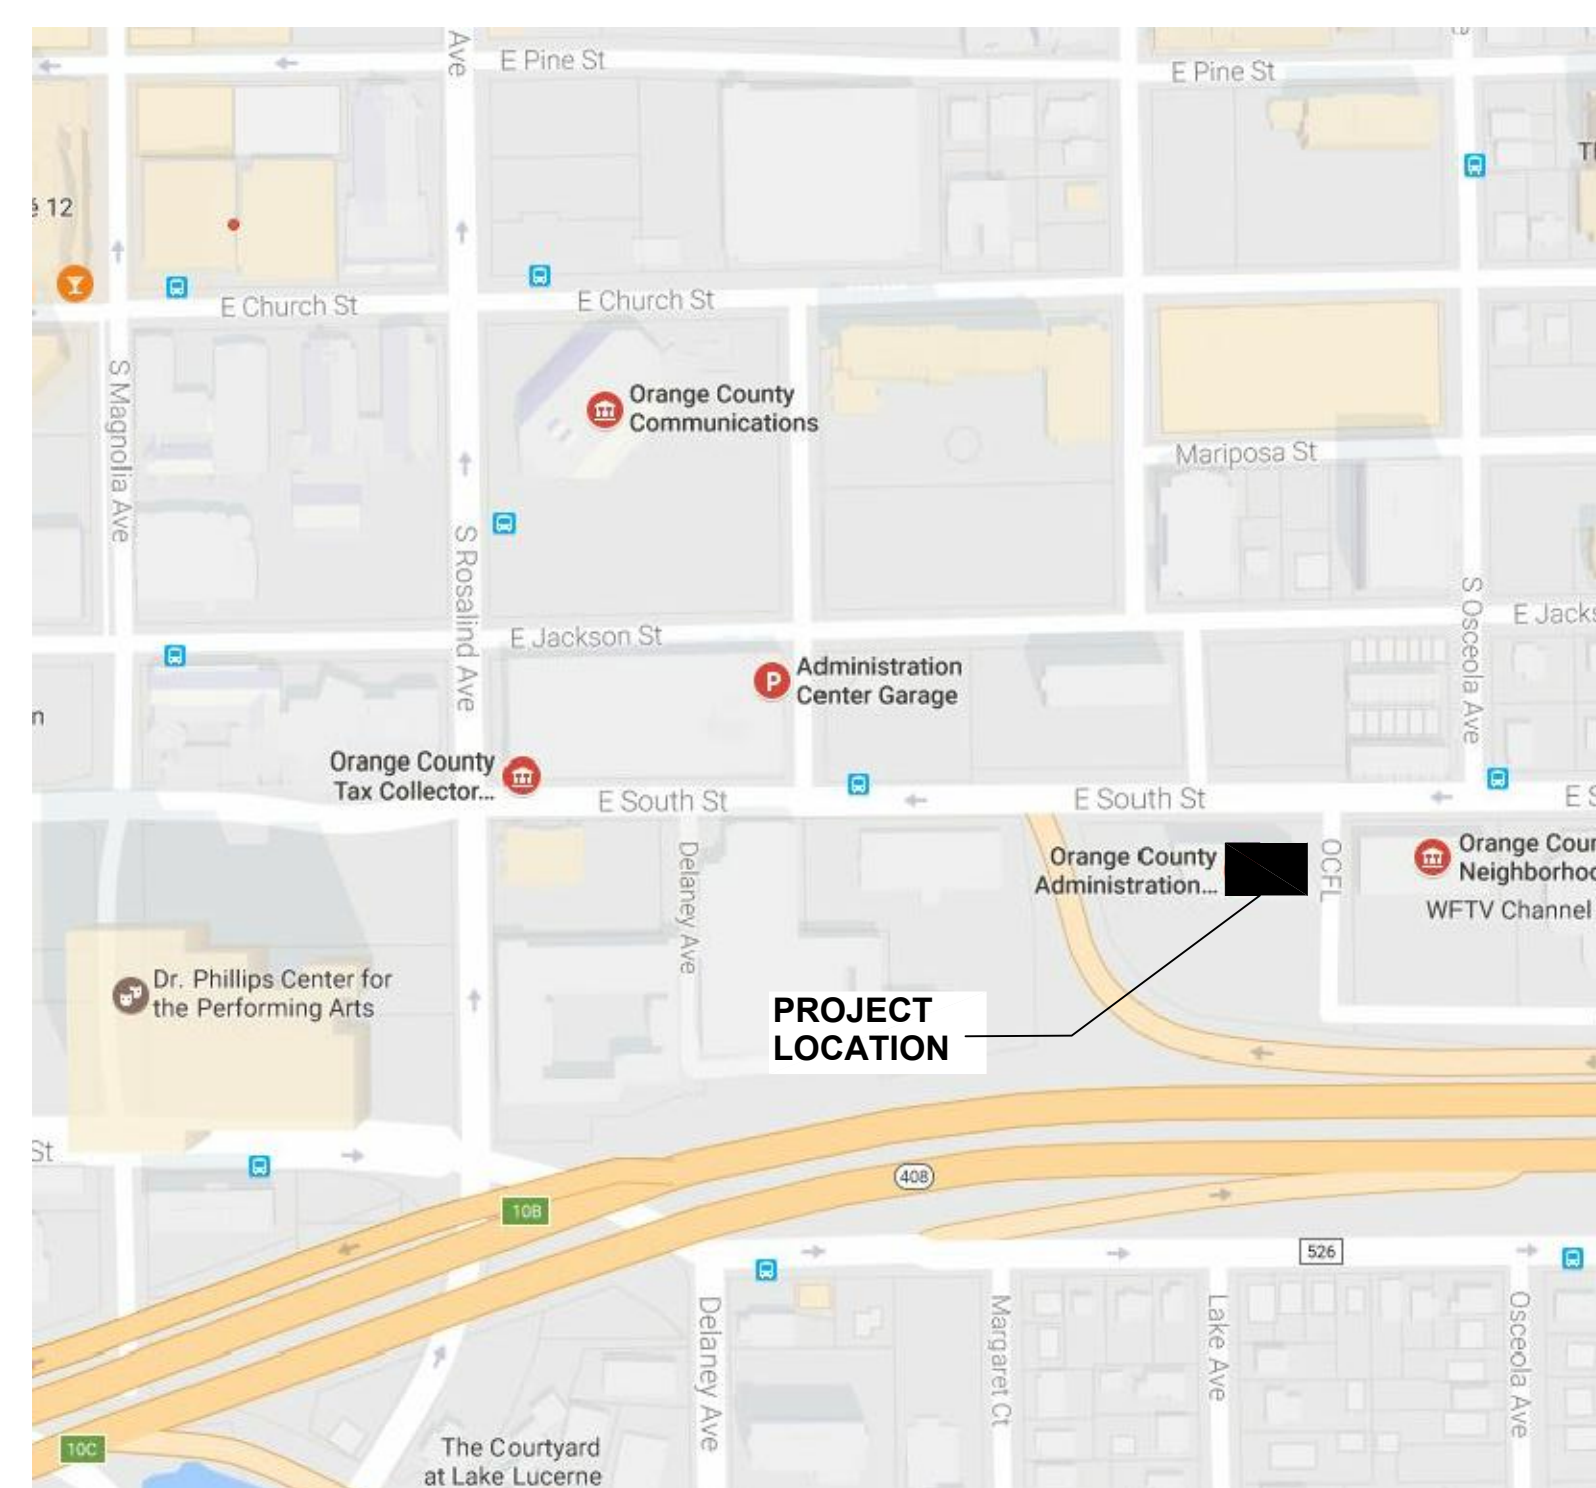 Ave
E Pine St
E Pine St
12
E Church St
E Church St
S Magnolia Ave
Orange County
Communications
Mariposa St
S Rosalind Ave
E Jackson St
S Osceola Ave
E Jacks
P
Administration
Center Garage
n
Orange County
Tax Collector...
E South St
E South St
E S
Delaney Ave
Orange County
Administration...
OCFL
Orange Coun
Neighborhoo
WFTV Channel
Dr. Phillips Center for
the Performing Arts
PROJECT
LOCATION
St
408
10B
526
Delaney Ave
Margaret Ct
Lake Ave
Osceola Ave
10C
The Courtyard
at Lake Lucerne